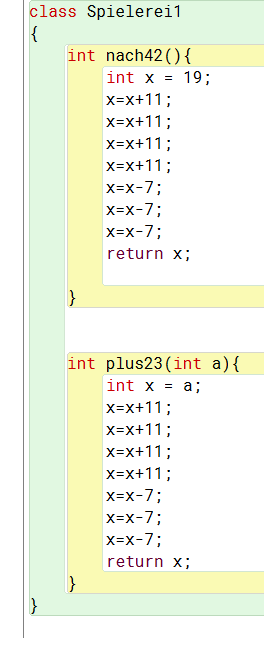 class Spielerei1
{
int nach42(){
int x = 19;
x=x+11;
x=x+11;
x=x+11;
x=x+11;
x=x-7;
x=x-7;
x=x-7;
return x;
}
int plus23(int a){
int x = a;
x=x+11;
x=x+11;
x=x+11;
x=x+11;
x=x-7;
x=x-7;
x=x-7;
return x;
}
}